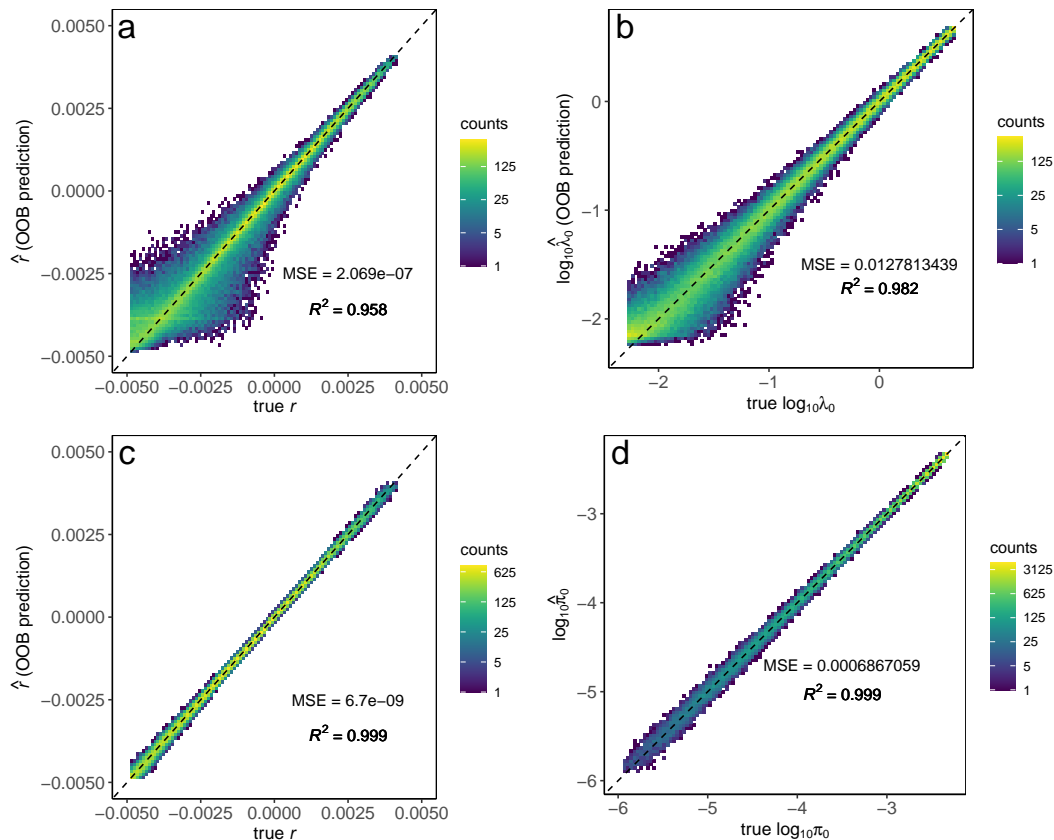 a
0.0050
0.0025
0.0000
−0.0025
−0.0050
r̂ (OOB prediction)
−0.0050 −0.0025 0.0000 0.0025 0.0050
true r
MSE = 2.069e−07
R² = 0.958
counts
125
25
5
1
b
0
−1
−2
log₁₀λ̂₀ (OOB prediction)
−2 −1 0
true log₁₀λ₀
MSE = 0.0127813439
R² = 0.982
counts
125
25
5
1
c
0.0050
0.0025
0.0000
−0.0025
−0.0050
r̂ (OOB prediction)
−0.0050 −0.0025 0.0000 0.0025 0.0050
true r
MSE = 6.7e−09
R² = 0.999
counts
625
125
25
5
1
d
−3
−4
−5
−6
log₁₀π̂₀
−6 −5 −4 −3
true log₁₀π₀
MSE = 0.0006867059
R² = 0.999
counts
3125
625
125
25
5
1